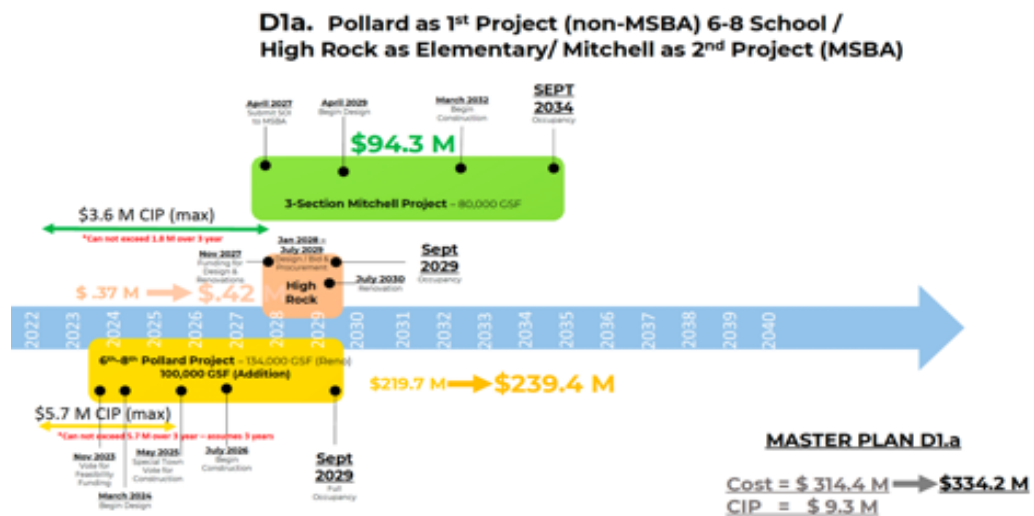 D1a. Pollard as 1st Project (non-MSBA) 6-8 School /
High Rock as Elementary/ Mitchell as 2nd Project (MSBA)
April 2027
Submit SOI
to MSBA
April 2029
Begin Design
March 2032
Begin
Construction
SEPT
2034
Occupancy
$94.3 M
3-Section Mitchell Project – 80,000 GSF
$3.6 M CIP (max)
*Can not exceed 1.8 M over 3 year
Nov 2027
Funding for
Design &
Renovations
Jan 2028 –
July 2029
Design / Bid &
Procurement
Sept
2029
Occupancy
High
Rock
July 2030
Renovation
$ .37 M $.42 M
2022 2023 2024 2025 2026 2027 2028 2029 2030 2031 2032 2033 2034 2035 2036 2037 2038 2039 2040
6th-8th Pollard Project – 134,000 GSF (Reno)
100,000 GSF (Addition)
$219.7 M $239.4 M
$5.7 M CIP (max)
*Can not exceed 5.7 M over 3 year – assumes 3 years
Nov 2023
Vote for
Feasibility
Funding
March 2024
Begin Design
May 2025
Special Town
Vote for
Construction
July 2026
Begin
Construction
Sept
2029
Full
Occupancy
MASTER PLAN D1.a
Cost = $ 314.4 M $334.2 M
CIP = $ 9.3 M